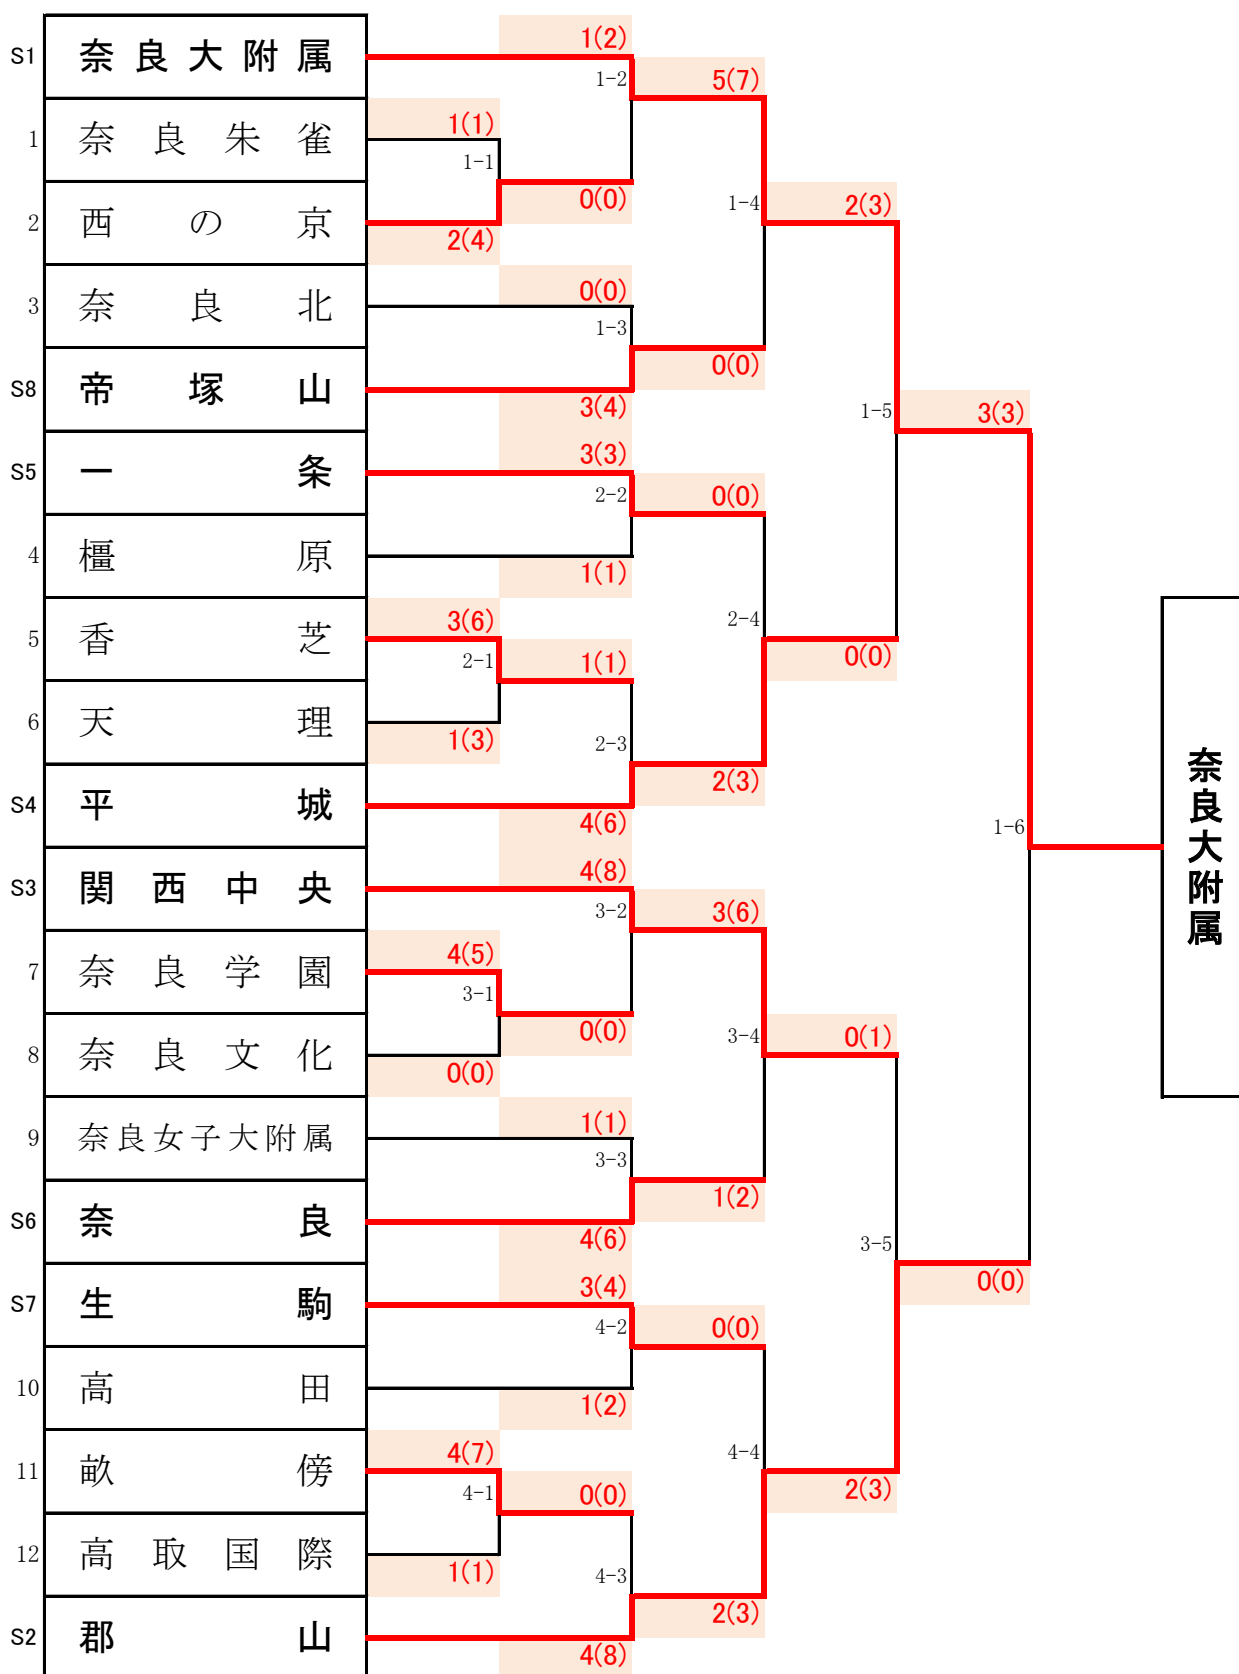 S1 奈良大附属
1(2)
1-2
5(7)
1 奈良朱雀
1(1)
1-1
0(0)
1-4
2(3)
2 西の京
2(4)
3 奈良北
0(0)
1-3
0(0)
S8 帝塚山
3(4)
1-5
3(3)
S5 一条
3(3)
2-2
0(0)
4 橿原
1(1)
5 香芝
3(6)
2-1
1(1)
2-4
0(0)
6 天理
1(3)
2-3
2(3)
S4 平城
4(6)
1-6
奈良大附属
S3 関西中央
4(8)
3-2
3(6)
7 奈良学園
4(5)
3-1
0(0)
3-4
0(1)
8 奈良文化
0(0)
9 奈良女子大附属
1(1)
3-3
1(2)
S6 奈良
4(6)
3-5
0(0)
S7 生駒
3(4)
4-2
0(0)
10 高田
1(2)
11 畝傍
4(7)
4-1
0(0)
4-4
2(3)
12 高取国際
1(1)
4-3
2(3)
S2 郡山
4(8)